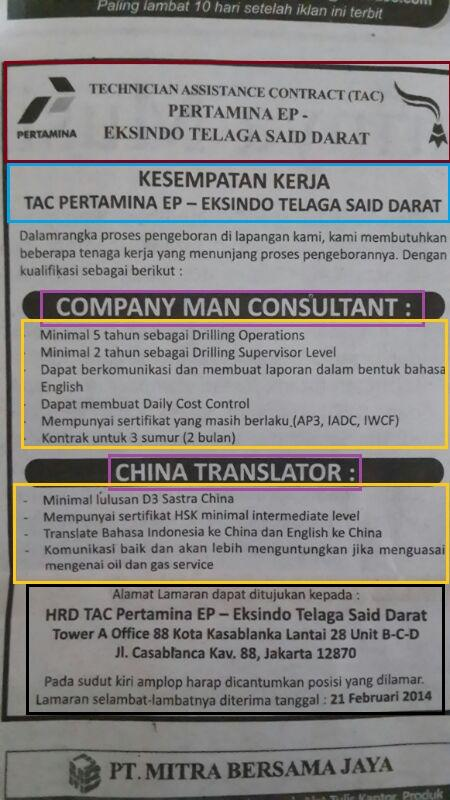 Paling lambat 10 hari setelah iklan ini terbit
TECHNICIAN ASSISTANCE CONTRACT (TAC)
PERTAMINA EP -
EKSINDO TELAGA SAID DARAT
PERTAMINA
KESEMPATAN KERJA
TAC PERTAMINA EP – EKSINDO TELAGA SAID DARAT
Dalamrangka proses pengeboran di lapangan kami, kami membutuhkan
beberapa tenaga kerja yang menunjang proses pengeborannya. Dengan
kualifikasi sebagai berikut :
COMPANY MAN CONSULTANT :
- Minimal 5 tahun sebagai Drilling Operations
- Minimal 2 tahun sebagai Drilling Supervisor Level
- Dapat berkomunikasi dan membuat laporan dalam bentuk bahasa
English
- Dapat membuat Daily Cost Control
- Mempunyai sertifikat yang masih berlaku (AP3, IADC, IWCF)
- Kontrak untuk 3 sumur (2 bulan)
CHINA TRANSLATOR :
- Minimal lulusan D3 Sastra China
- Mempunyai sertifikat HSK minimal intermediate level
- Translate Bahasa Indonesia ke China dan English ke China
- Komunikasi baik dan akan lebih menguntungkan jika menguasai
mengenai oil dan gas service
Alamat Lamaran dapat ditujukan kepada :
HRD TAC Pertamina EP – Eksindo Telaga Said Darat
Tower A Office 88 Kota Kasablanka Lantai 28 Unit B-C-D
Jl. Casablanca Kav. 88, Jakarta 12870
Pada sudut kiri amplop harap dicantumkan posisi yang dilamar.
Lamaran selambat-lambatnya diterima tanggal : 21 Februari 2014
PT. MITRA BERSAMA JAYA
Tulis Kantor, Produk